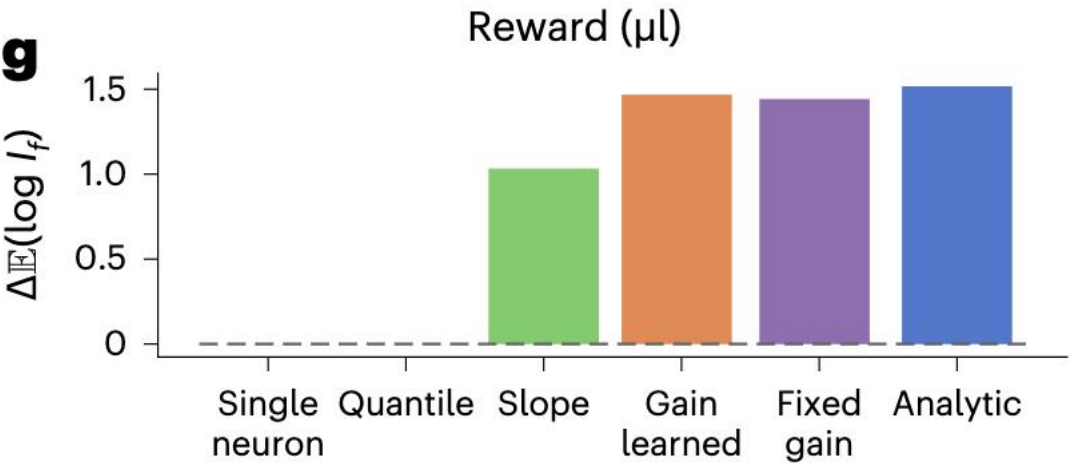 Reward (µl)
g
Δ𝔼(log I_f)
1.5
1.0
0.5
0
Single neuron
Quantile
Slope
Gain learned
Fixed gain
Analytic